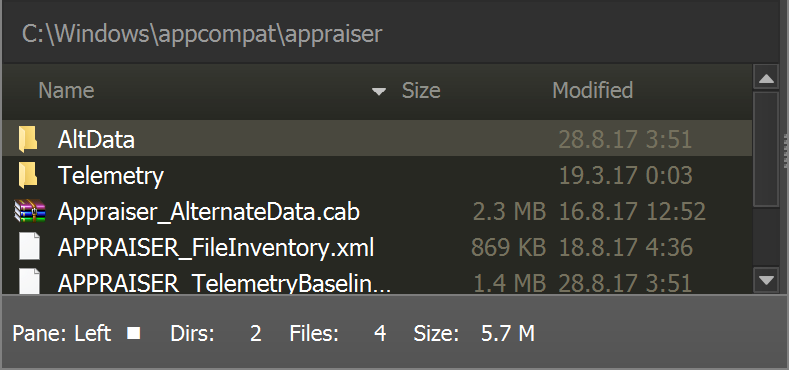 C:\Windows\appcompat\appraiser
Name Size Modified
AltData 28.8.17 3:51
Telemetry 19.3.17 0:03
Appraiser_AlternateData.cab 2.3 MB 16.8.17 12:52
APPRAISER_FileInventory.xml 869 KB 18.8.17 4:36
APPRAISER_TelemetryBaselin... 1.4 MB 28.8.17 3:51
Pane: Left Dirs: 2 Files: 4 Size: 5.7 M